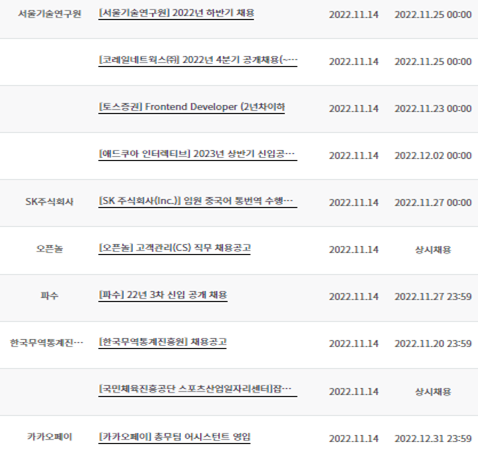 서울기술연구원 [서울기술연구원] 2022년 하반기 채용 2022.11.14 2022.11.25 00:00
[코레일네트웍스㈜] 2022년 4분기 공개채용(~··· 2022.11.14 2022.11.25 00:00
[토스증권] Frontend Developer (2년차이하 2022.11.14 2022.11.23 00:00
[애드쿠아 인터렉티브] 2023년 상반기 신입공··· 2022.11.14 2022.12.02 00:00
SK주식회사 [SK 주식회사(Inc.)] 임원 중국어 통번역 수행··· 2022.11.14 2022.11.27 00:00
오픈놀 [오픈놀] 고객관리(CS) 직무 채용공고 2022.11.14 상시채용
파수 [파수] 22년 3차 신입 공개 채용 2022.11.14 2022.11.27 23:59
한국무역통계진··· [한국무역통계진흥원] 채용공고 2022.11.14 2022.11.20 23:59
[국민체육진흥공단 스포츠산업일자리센터]잡··· 2022.11.14 상시채용
카카오페이 [카카오페이] 총무팀 어시스턴트 영입 2022.11.14 2022.12.31 23:59